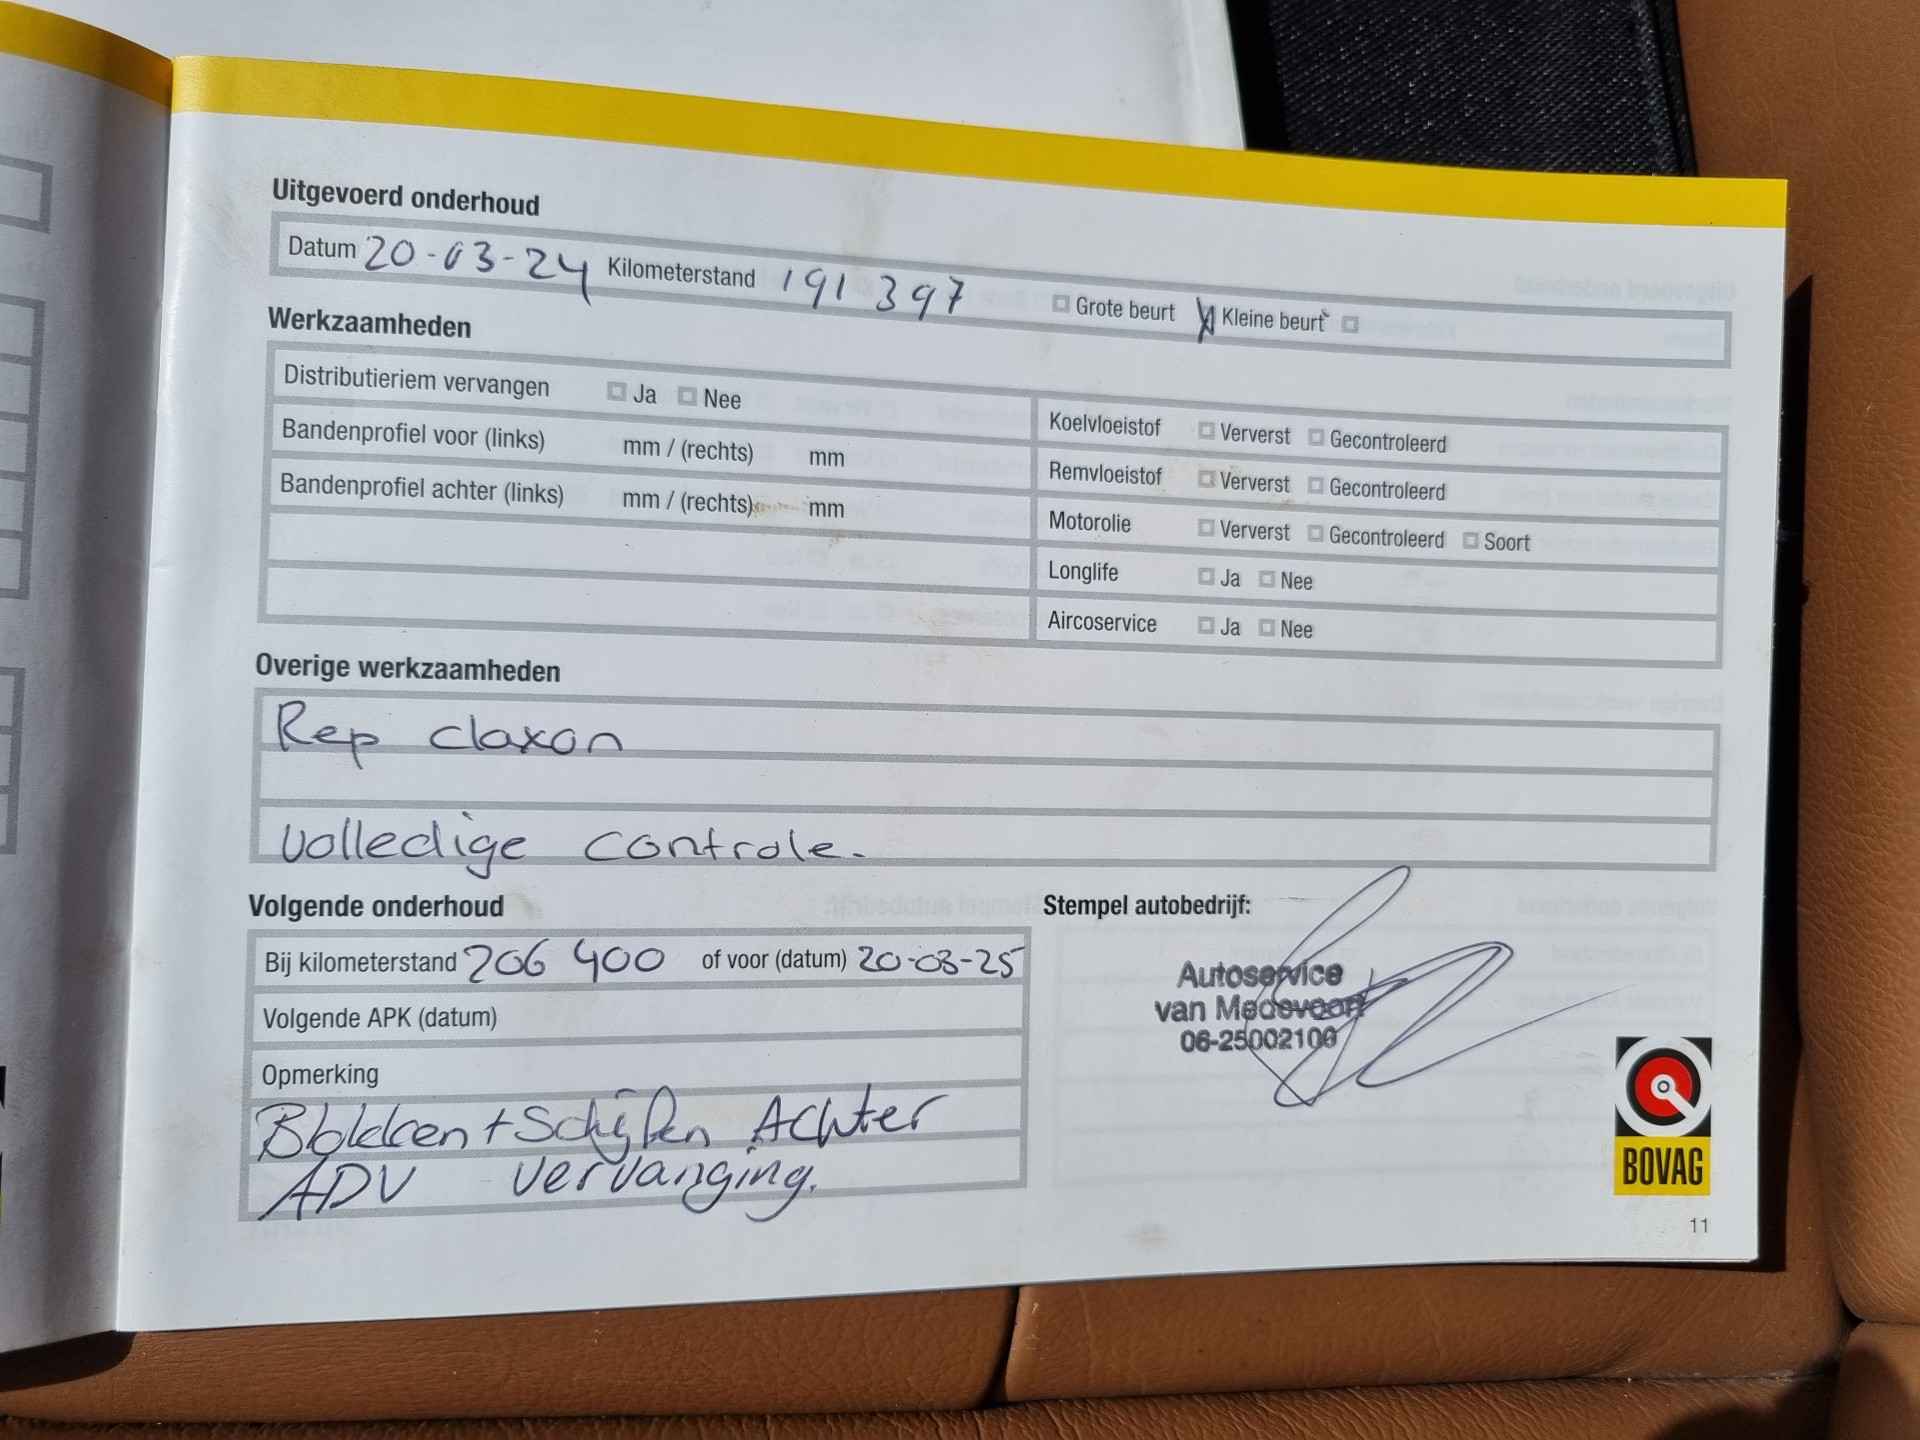 Uitgevoerd onderhoud
Datum 20-03-24 Kilometerstand 191 397 Grote beurt Kleine beurt
Werkzaamheden
Distributieriem vervangen Ja Nee
Bandenprofiel voor (links) mm / (rechts) mm
Bandenprofiel achter (links) mm / (rechts) mm
Koelvloeistof Ververst Gecontroleerd
Remvloeistof Ververst Gecontroleerd
Motorolie Ververst Gecontroleerd Soort
Longlife Ja Nee
Aircoservice Ja Nee
Overige werkzaamheden
Rep claxon
volledige controle.
Volgende onderhoud
Bij kilometerstand 206 400 of voor (datum) 20-03-25
Volgende APK (datum)
Opmerking
Blokken + Schijfen Achter
ADV vervanging.
Stempel autobedrijf:
Autoservice
van Medevoort
06-25002100
BOVAG
11